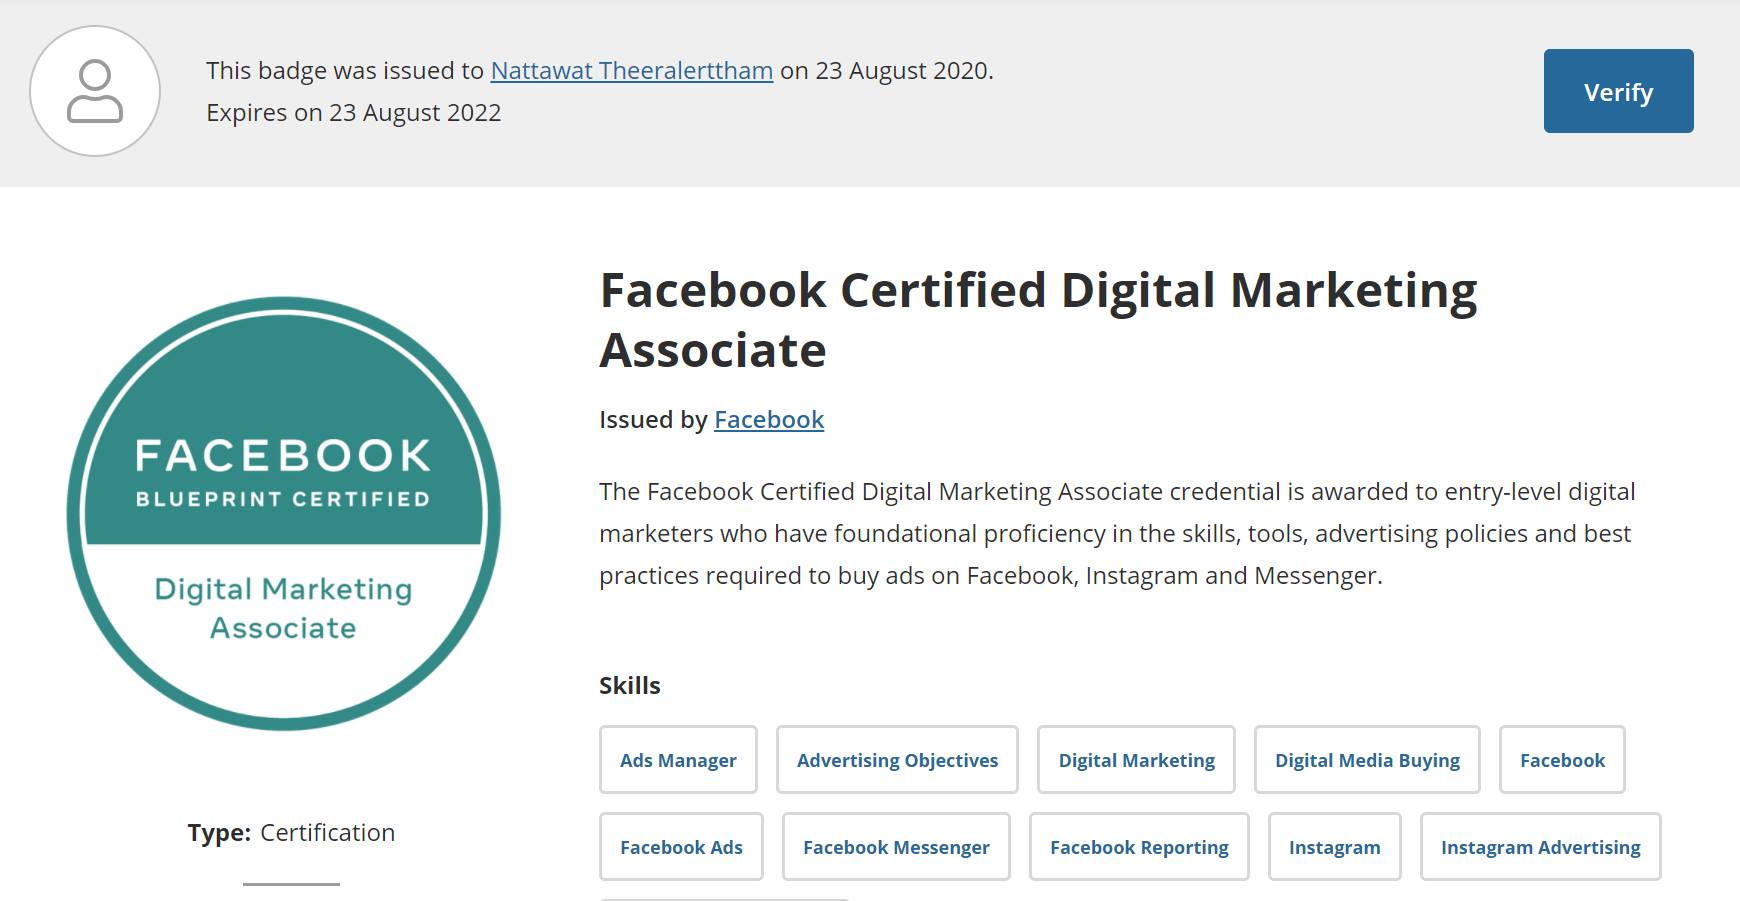 This badge was issued to Nattawat Theeralerttham on 23 August 2020.
Expires on 23 August 2022
Verify
FACEBOOK
BLUEPRINT CERTIFIED
Digital Marketing
Associate
Type: Certification
Facebook Certified Digital Marketing
Associate
Issued by Facebook
The Facebook Certified Digital Marketing Associate credential is awarded to entry-level digital
marketers who have foundational proficiency in the skills, tools, advertising policies and best
practices required to buy ads on Facebook, Instagram and Messenger.
Skills
Ads Manager Advertising Objectives Digital Marketing Digital Media Buying Facebook
Facebook Ads Facebook Messenger Facebook Reporting Instagram Instagram Advertising